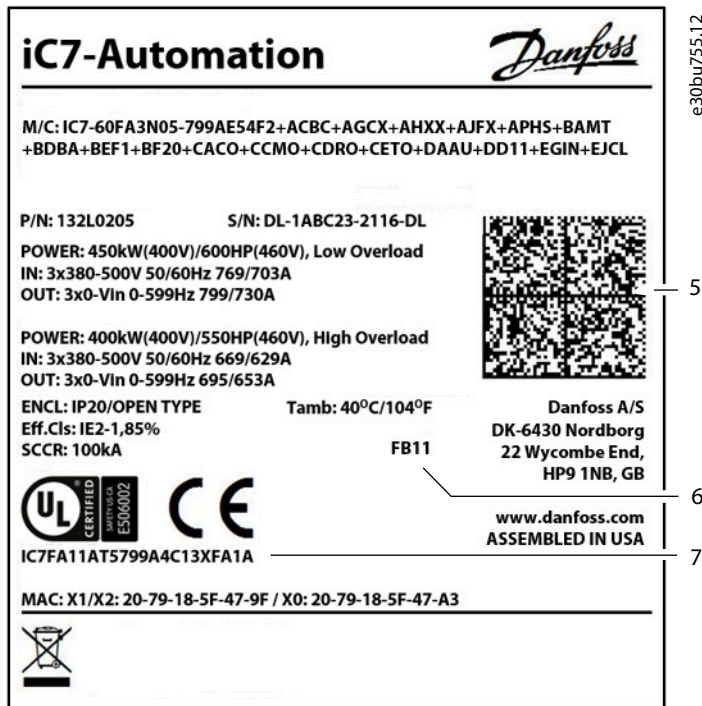 iC7-Automation
Danfoss
e30bu755.12
M/C: IC7-60FA3N05-799AE54F2+ACBC+AGCX+AHXX+AJFX+APHS+BAMT
+BDBA+BEF1+BF20+CACO+CCMO+CDRO+CETO+DAAU+DD11+EGIN+EJCL
P/N: 132L0205 S/N: DL-1ABC23-2116-DL
POWER: 450kW(400V)/600HP(460V), Low Overload
IN: 3x380-500V 50/60Hz 769/703A
OUT: 3x0-Vin 0-599Hz 799/730A
5
POWER: 400kW(400V)/550HP(460V), HIgh Overload
IN: 3x380-500V 50/60Hz 669/629A
OUT: 3x0-Vin 0-599Hz 695/653A
ENCL: IP20/OPEN TYPE Tamb: 40⁰C/104⁰F
Eff.Cls: IE2-1,85%
SCCR: 100kA FB11
Danfoss A/S
DK-6430 Nordborg
22 Wycombe End,
HP9 1NB, GB
6
UL ® CERTIFIED SAFETY US-CA E506002 CE
www.danfoss.com
ASSEMBLED IN USA
IC7FA11AT5799A4C13XFA1A 7
MAC: X1/X2: 20-79-18-5F-47-9F / X0: 20-79-18-5F-47-A3